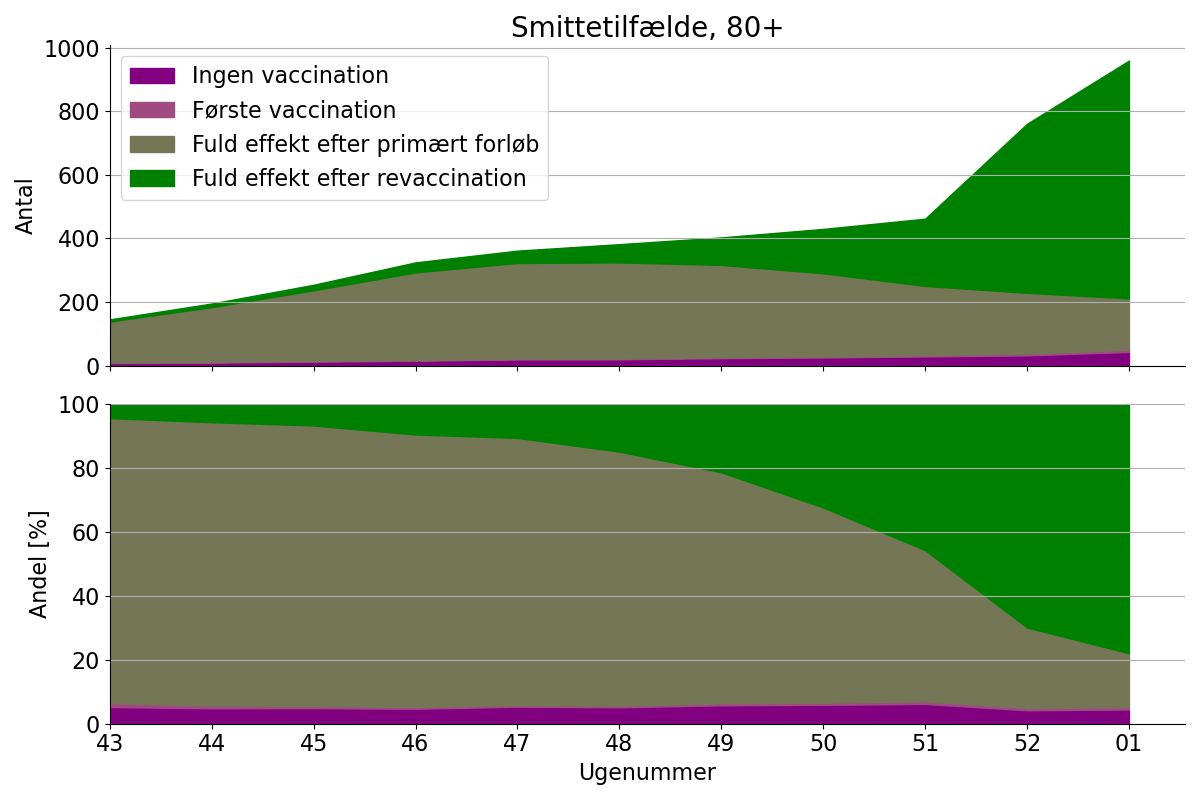 Smittetilfælde, 80+
1000
800
600
400
200
0
Antal
Ingen vaccination
Første vaccination
Fuld effekt efter primært forløb
Fuld effekt efter revaccination
100
80
60
40
20
0
Andel [%]
43 44 45 46 47 48 49 50 51 52 01
Ugenummer